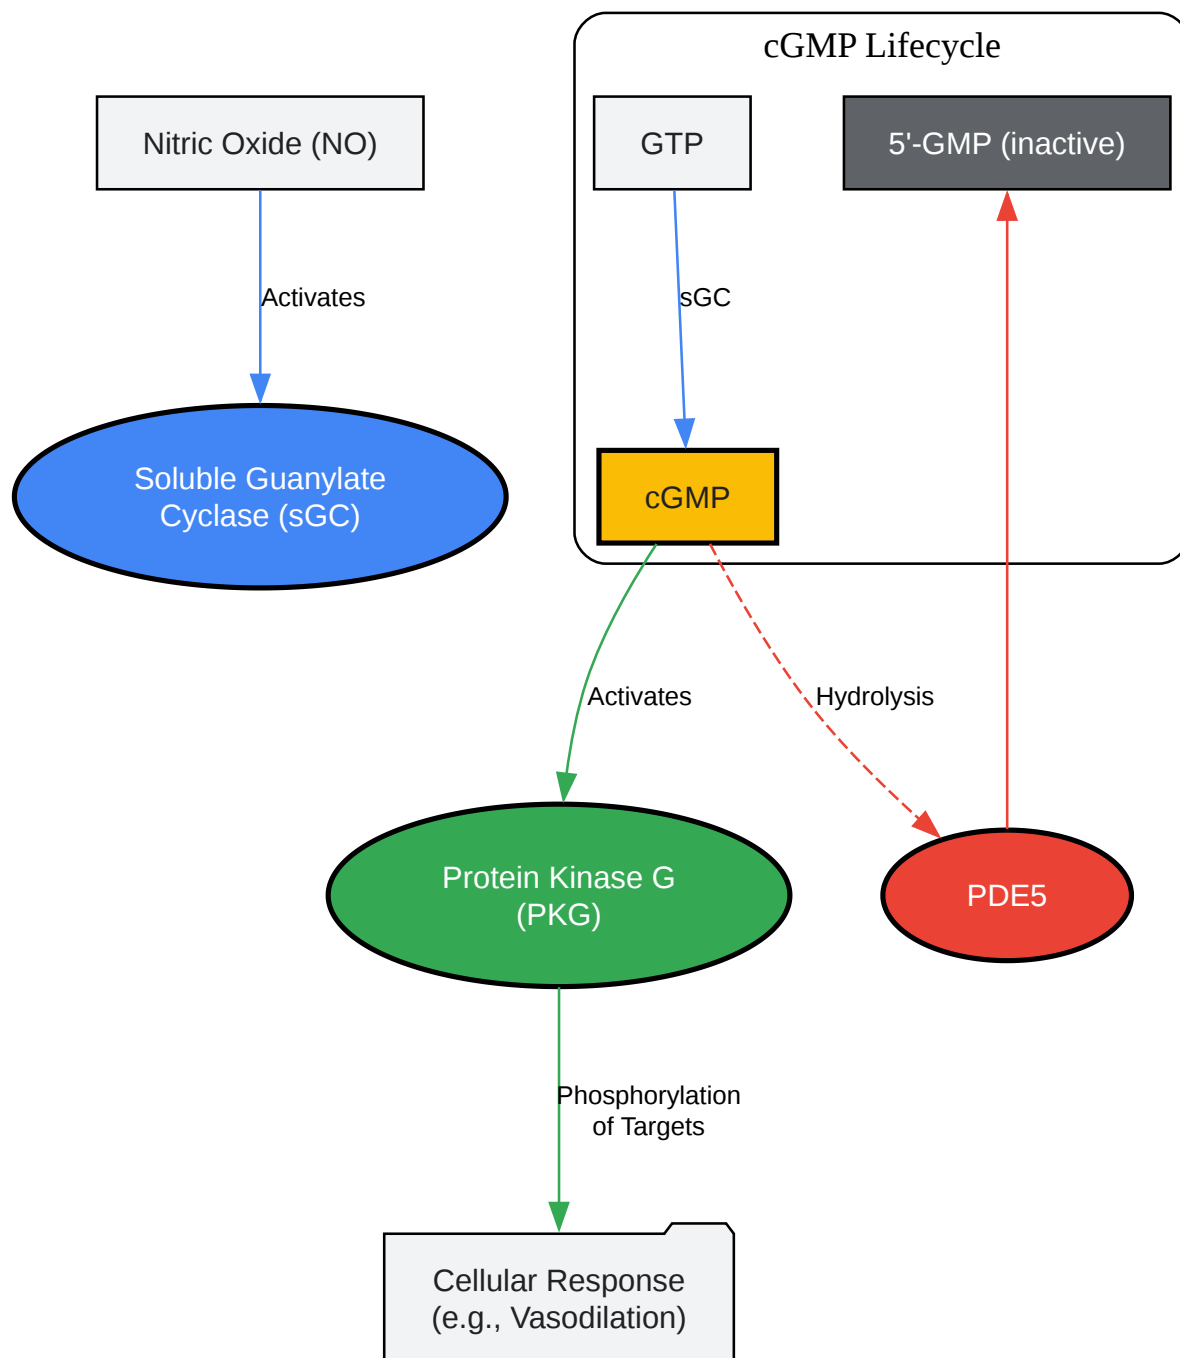 cGMP Lifecycle
Nitric Oxide (NO)
GTP
5'-GMP (inactive)
Activates
sGC
Soluble Guanylate
Cyclase (sGC)
cGMP
Activates
Hydrolysis
Protein Kinase G
(PKG)
PDE5
Phosphorylation
of Targets
Cellular Response
(e.g., Vasodilation)